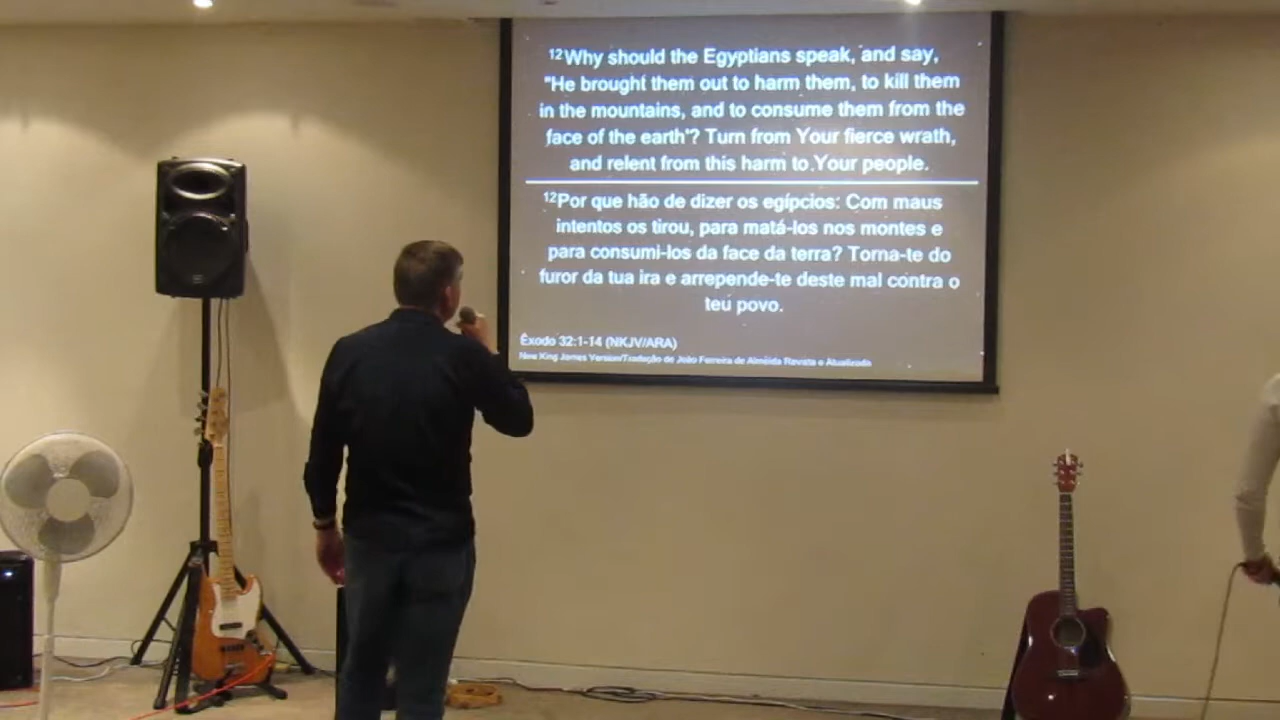 12Why should the Egyptians speak, and say,
"He brought them out to harm them, to kill them
in the mountains, and to consume them from the
face of the earth'? Turn from Your fierce wrath,
and relent from this harm to Your people.
12Por que hão de dizer os egípcios: Com maus
intentos os tirou, para matá-los nos montes e
para consumi-los da face da terra? Torna-te do
furor da tua ira e arrepende-te deste mal contra o
teu povo.
Êxodo 32:1-14 (NKJV/ARA)
New King James Version/Tradução de João Ferreira de Almeida Revista e Atualizada